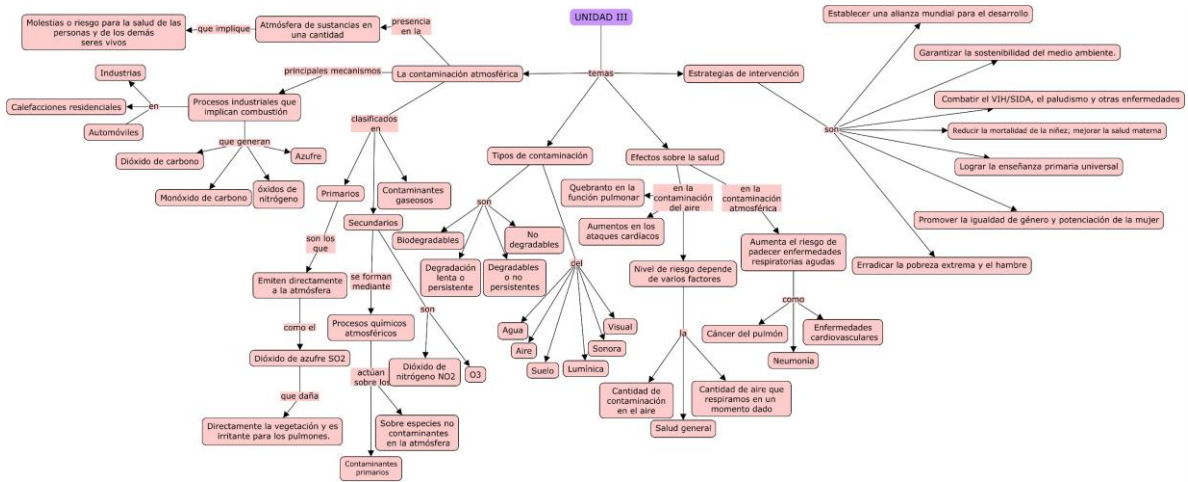 UNIDAD III
temas
La contaminación atmosférica
presencia
en la
Atmósfera de sustancias en
una cantidad
que implique
Molestias o riesgo para la salud de las
personas y de los demás
seres vivos
principales mecanismos
Procesos industriales que
implican combustión
en
Industrias
Calefacciones residenciales
Automóviles
que generan
Dióxido de carbono
Monóxido de carbono
óxidos de
nitrógeno
Azufre
clasificados
en
Primarios
Secundarios
Contaminantes
gaseosos
son los
que
Emiten directamente
a la atmósfera
como el
Dióxido de azufre SO2
que daña
Directamente la vegetación y es
irritante para los pulmones.
se forman
mediante
Procesos quimicos
atmosféricos
actúan
sobre los
Contaminantes
primarios
Sobre especies no
contaminantes
en la atmósfera
son
Dióxido de
nitrógeno NO2
O3
Tipos de contaminación
son
Biodegradables
Degradación
lenta o
persistente
Degradables
o no
persistentes
No
degradables
del
Agua
Aire
Suelo
Lumínica
Sonora
Visual
Efectos sobre la salud
en la
contaminación
del aire
Quebranto en la
función pulmonar
Aumentos en los
ataques cardíacos
Nivel de riesgo depende
de varios factores
la
Cantidad de
contaminación
en el aire
Salud general
Cantidad de aire que
respiramos en un
momento dado
en la
contaminación
atmosférica
Aumenta el riesgo de
padecer enfermedades
respiratorias agudas
como
Cáncer del pulmón
Neumonía
Enfermedades
cardiovasculares
Estrategias de intervención
son
Establecer una alianza mundial para el desarrollo
Garantizar la sostenibilidad del medio ambiente.
Combatir el VIH/SIDA, el paludismo y otras enfermedades
Reducir la mortalidad de la niñez; mejorar la salud materna
Lograr la enseñanza primaria universal
Promover la igualdad de género y potenciación de la mujer
Erradicar la pobreza extrema y el hambre